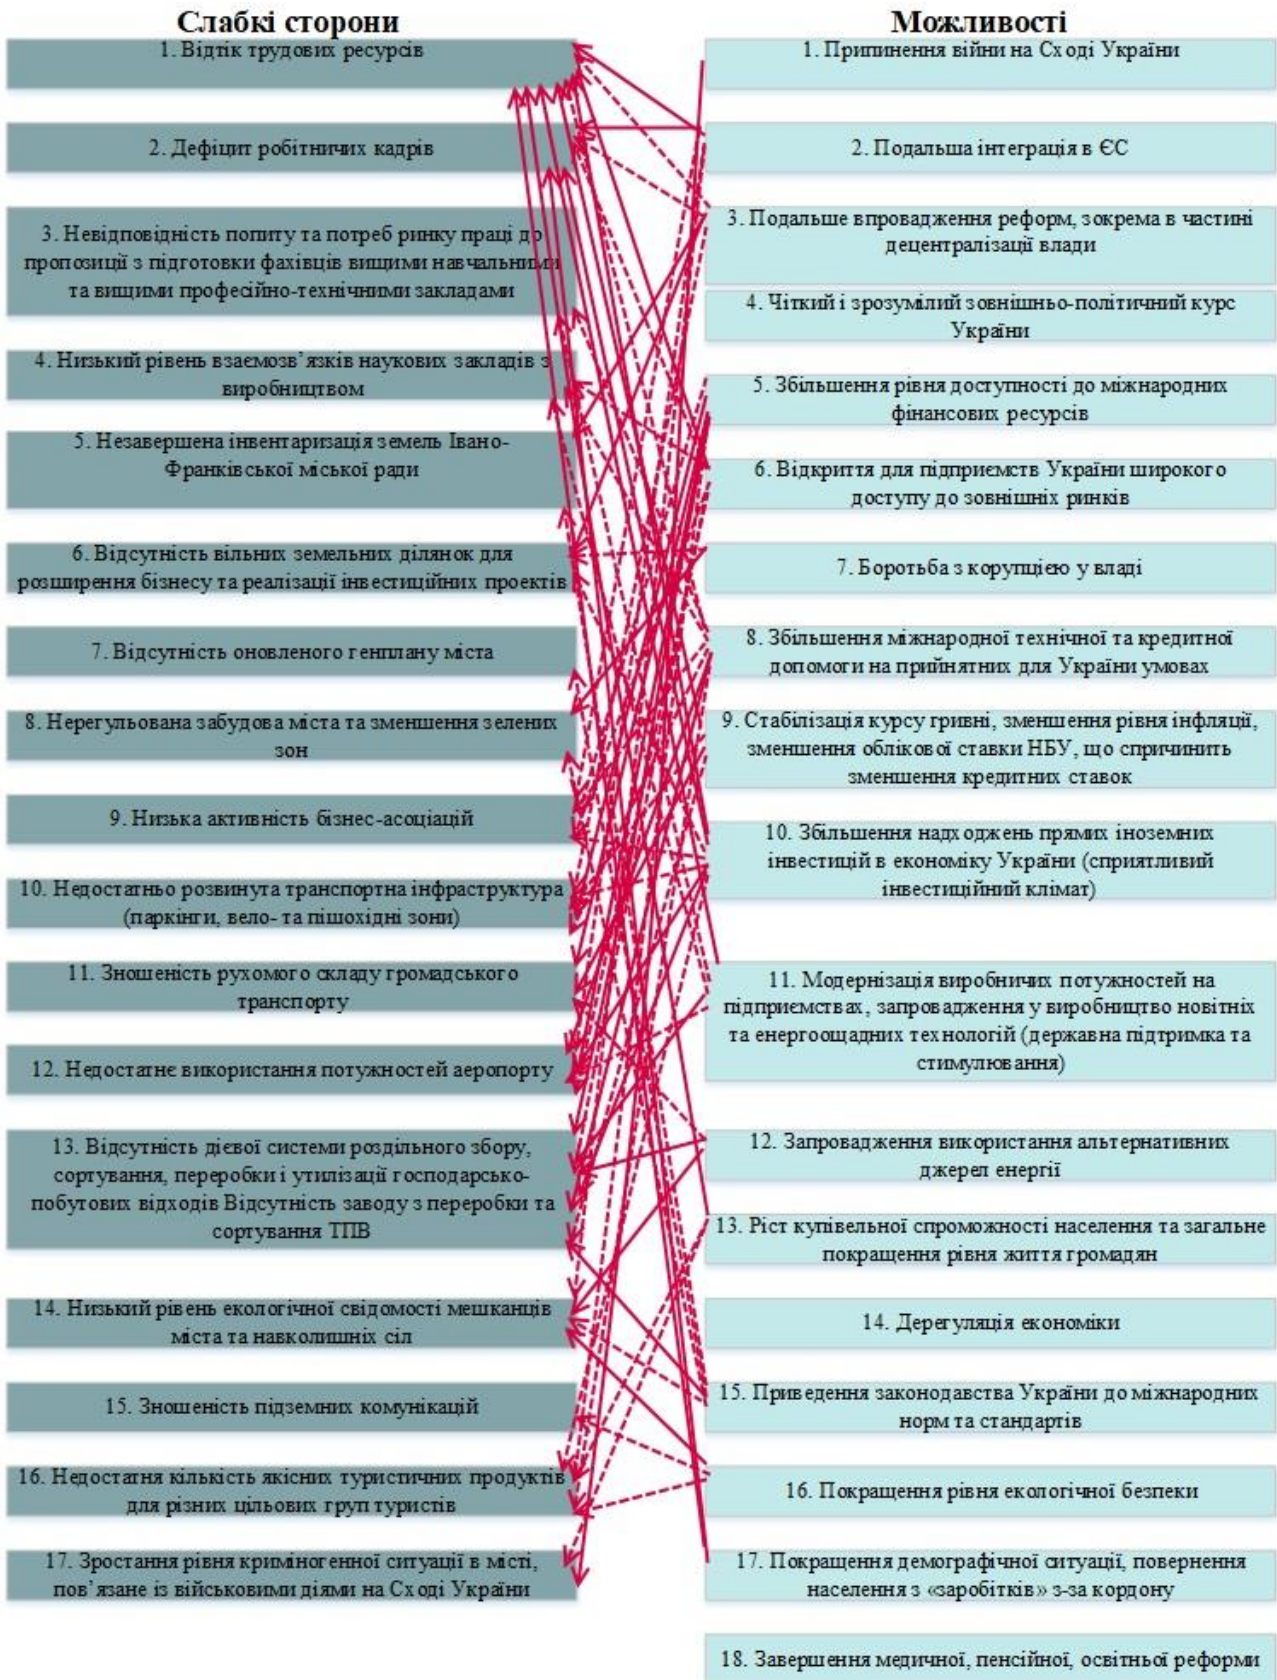 Слабкі сторони
1. Відтік трудових ресурсів
2. Дефіцит робітничих кадрів
3. Невідповідність попиту та потреб ринку праці до
пропозиції з підготовки фахівців вищими навчальними
та вищими професійно-технічними закладами
4. Низький рівень взаємозв’язків наукових закладів з
виробництвом
5. Незавершена інвентаризація земель Івано-
Франківської міської ради
6. Відсутність вільних земельних ділянок для
розширення бізнесу та реалізації інвестиційних проектів
7. Відсутність оновленого генплану міста
8. Нерегульована забудова міста та зменшення зелених
зон
9. Низька активність бізнес-асоціацій
10. Недостатньо розвинута транспортна інфраструктура
(паркінги, вело- та пішохідні зони)
11. Зношеність рухомого складу громадського
транспорту
12. Недостатнє використання потужностей аеропорту
13. Відсутність дієвої системи роздільного збору,
сортування, переробки і утилізації господарсько-
побутових відходів Відсутність заводу з переробки та
сортування ТПВ
14. Низький рівень екологічної свідомості мешканців
міста та навколишніх сіл
15. Зношеність підземних комунікацій
16. Недостатня кількість якісних туристичних продуктів
для різних цільових груп туристів
17. Зростання рівня криміногенної ситуації в місті,
пов’язане із військовими діями на Сході України
Можливості
1. Припинення війни на Сході України
2. Подальша інтеграція в ЄС
3. Подальше впровадження реформ, зокрема в частині
децентралізації влади
4. Чіткий і зрозумілий зовнішньо-політичний курс
України
5. Збільшення рівня доступності до міжнародних
фінансових ресурсів
6. Відкриття для підприємств України широкого
доступу до зовнішніх ринків
7. Боротьба з корупцією у владі
8. Збільшення міжнародної технічної та кредитної
допомоги на прийнятних для України умовах
9. Стабілізація курсу гривні, зменшення рівня інфляції,
зменшення облікової ставки НБУ, що спричинить
зменшення кредитних ставок
10. Збільшення надходжень прямих іноземних
інвестицій в економіку України (сприятливий
інвестиційний клімат)
11. Модернізація виробничих потужностей на
підприємствах, запровадження у виробництво новітніх
та енергоощадних технологій (державна підтримка та
стимулювання)
12. Запровадження використання альтернативних
джерел енергії
13. Ріст купівельної спроможності населення та загальне
покращення рівня життя громадян
14. Дерегуляція економіки
15. Приведення законодавства України до міжнародних
норм та стандартів
16. Покращення рівня екологічної безпеки
17. Покращення демографічної ситуації, повернення
населення з «заробітків» з-за кордону
18. Завершення медичної, пенсійної, освітньої реформи